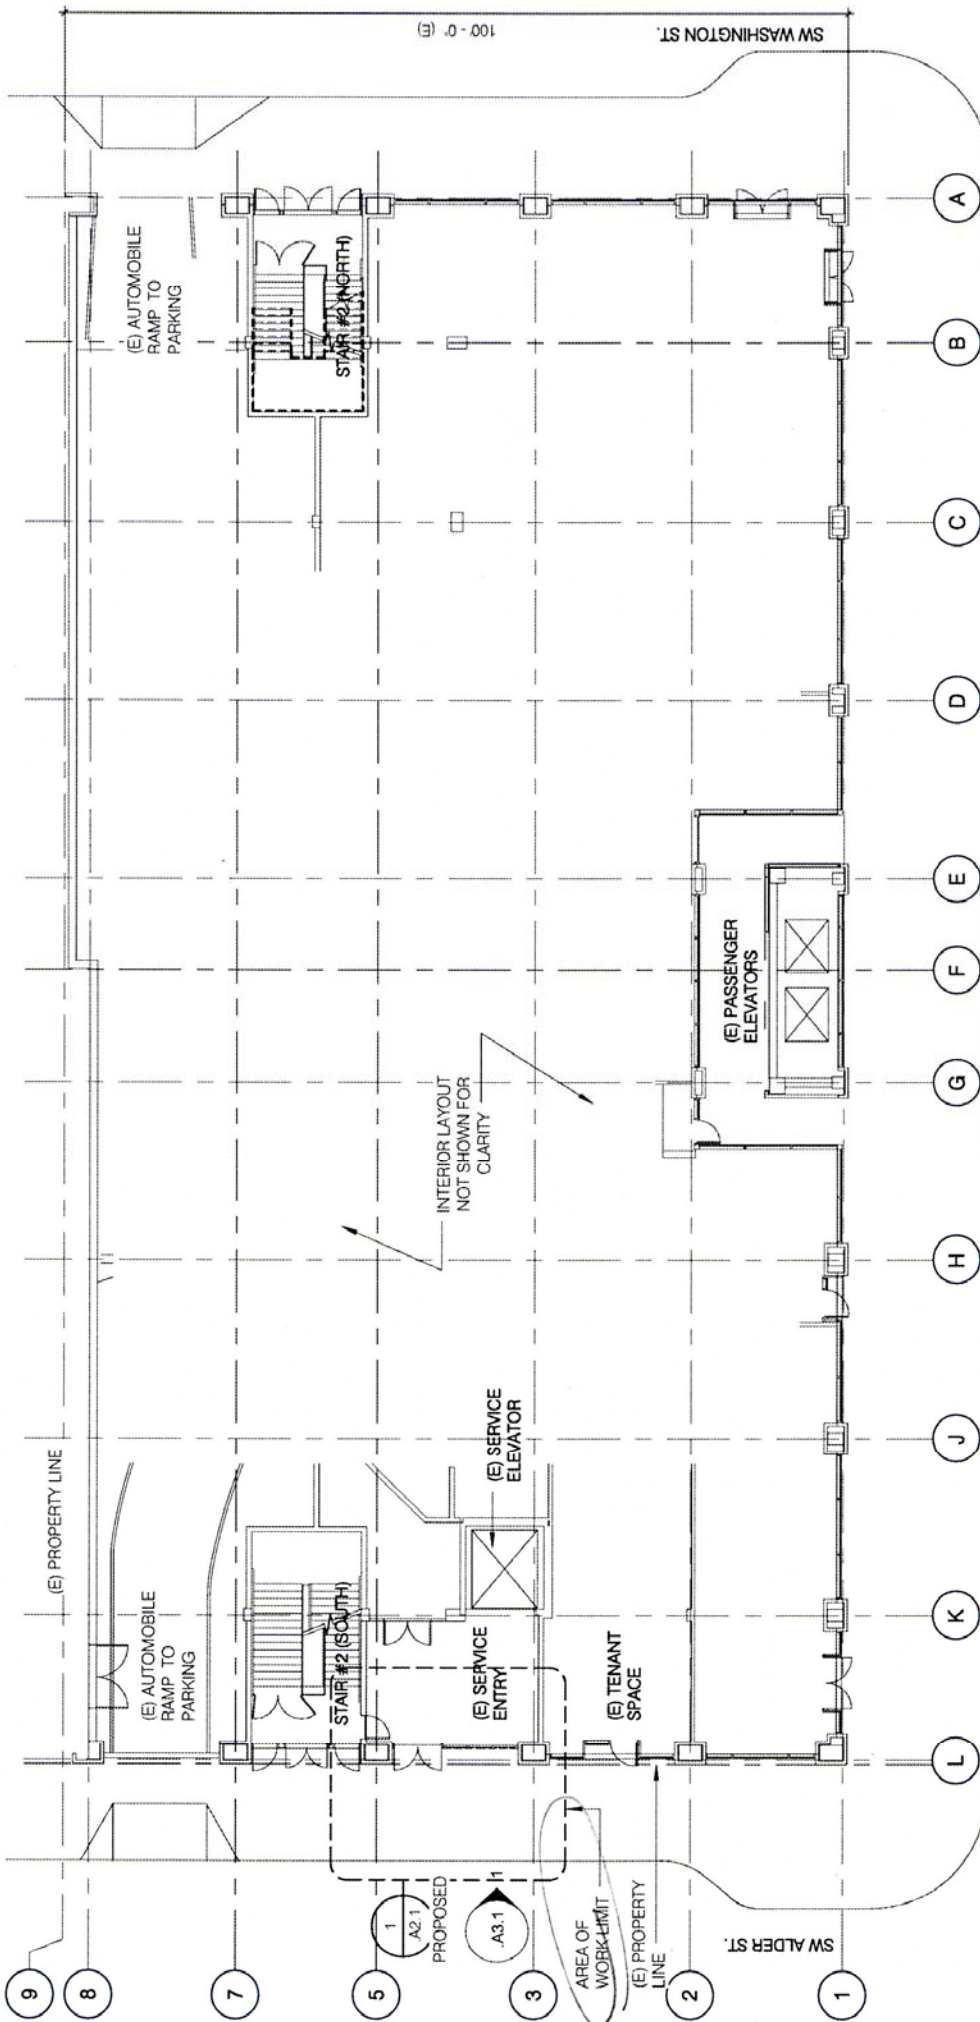 SW WASHINGTON ST.
100' - 0" (E)
(E) AUTOMOBILE
RAMP TO
PARKING
STAIR #2 (NORTH)
A
B
C
D
E
F
G
H
J
K
L
(E) PASSENGER
ELEVATORS
INTERIOR LAYOUT
NOT SHOWN FOR
CLARITY
(E) PROPERTY LINE
(E) SERVICE
ELEVATOR
(E) AUTOMOBILE
RAMP TO
PARKING
STAIR #2 (SOUTH)
(E) SERVICE
ENTRY
(E) TENANT
SPACE
1
A2.1
PROPOSED
1
A3.1
AREA OF
WORK LIMIT
(E) PROPERTY
LINE
SW ALDER ST.
9
8
7
5
3
2
1